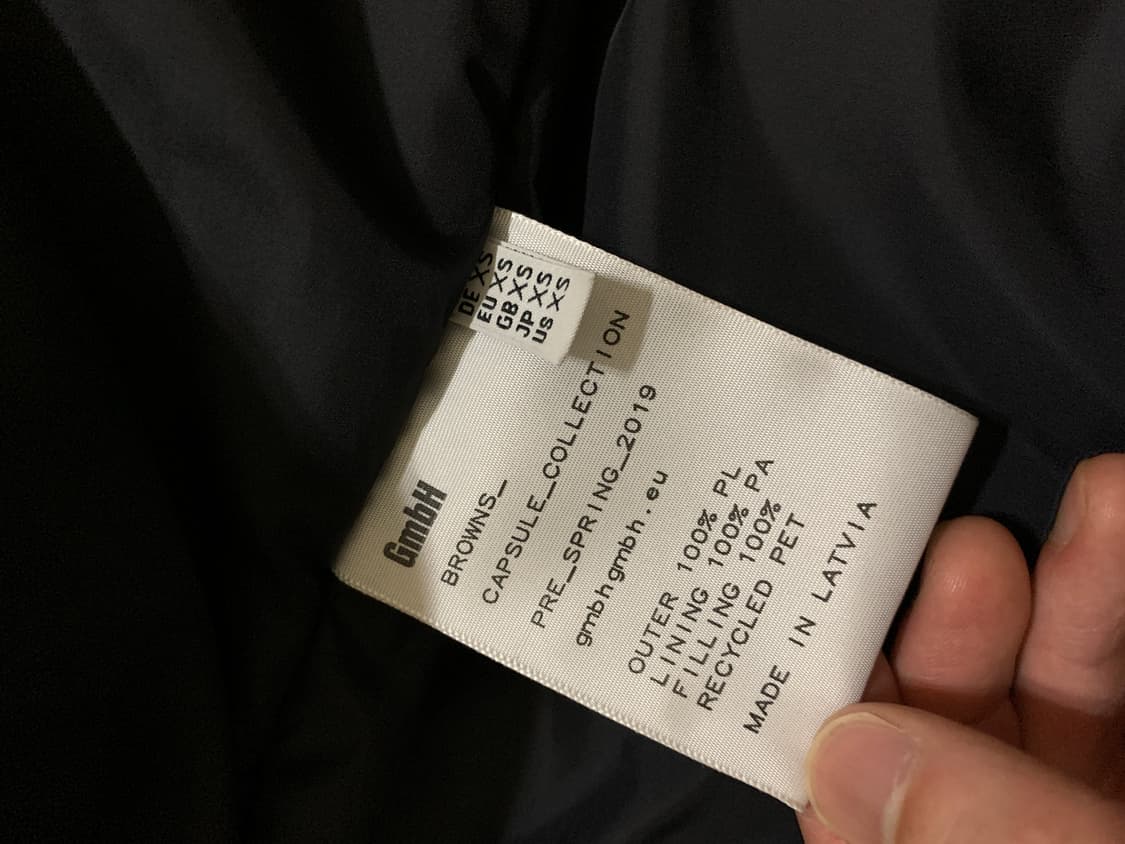 DE XS
EU XS
GB XS
JP XS
US XS
GmbH
BROWNS_
CAPSULE_COLLECTION
PRE_SPRING_2019
gmbhgmbh.eu
OUTER 100% PL
LINING 100% PA
FILLING 100%
RECYCLED PET
MADE IN LATVIA